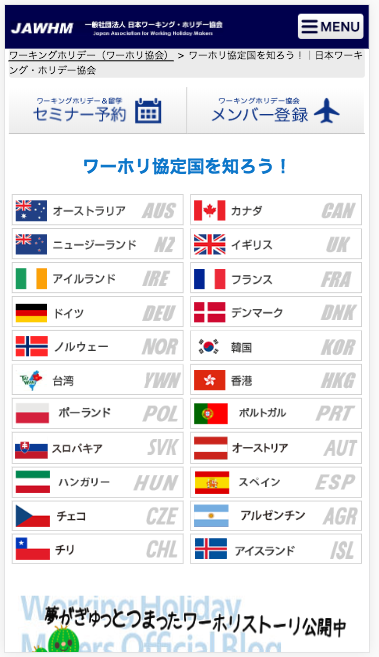 JAWHM 一般社団法人 日本ワーキング・ホリデー協会
Japan Association for Working Holiday Makers
MENU
ワーキングホリデー（ワーホリ協会） > ワーホリ協定国を知ろう！｜日本ワーキ
ング・ホリデー協会
ワーキングホリデー＆留学
セミナー予約
ワーキングホリデー協会
メンバー登録
ワーホリ協定国を知ろう！
オーストラリア AUS
カナダ CAN
ニュージーランド NZ
イギリス UK
アイルランド IRE
フランス FRA
ドイツ DEU
デンマーク DNK
ノルウェー NOR
韓国 KOR
台湾 YWN
香港 HKG
ポーランド POL
ポルトガル PRT
スロバキア SVK
オーストリア AUT
ハンガリー HUN
スペイン ESP
チェコ CZE
アルゼンチン AGR
チリ CHL
アイスランド ISL
Working Holiday
夢がぎゅっとつまったワーホリストーリ公開中
Makers Official Blog